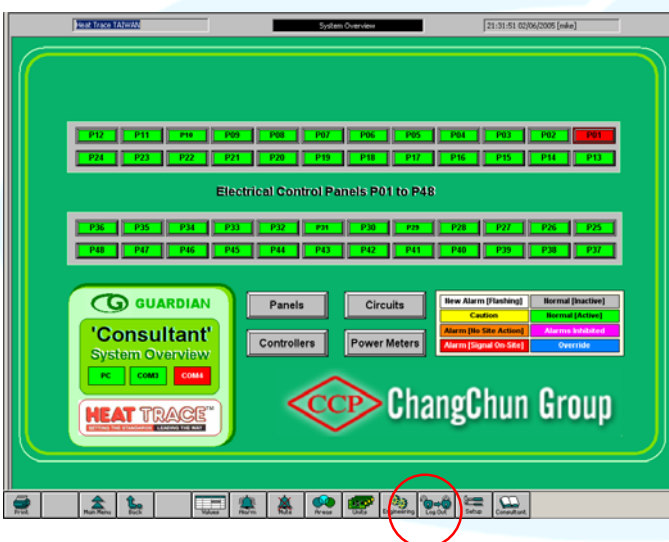 Heat Trace TAIWAN
System Overview
21:31:51 02/06/2005 [mike]
P12 P11 P10 P09 P08 P07 P06 P05 P04 P03 P02 P01
P24 P23 P22 P21 P20 P19 P18 P17 P16 P15 P14 P13
Electrical Control Panels P01 to P48
P36 P35 P34 P33 P32 P31 P30 P29 P28 P27 P26 P25
P48 P47 P46 P45 P44 P43 P42 P41 P40 P39 P38 P37
GUARDIAN
'Consultant'
System Overview
PC COM3 COM4
HEAT TRACE™
SETTING THE STANDARD LEADING THE WAY
Panels Circuits
Controllers Power Meters
New Alarm [Flashing] Normal [Inactive]
Caution Normal [Active]
Alarm [No Site Action] Alarms Inhibited
Alarm [Signal On-Site] Override
CCP ChangChun Group
Print Main Menu Back Values Alarm Mute Areas Units Engineering Log Out Setup Consultant